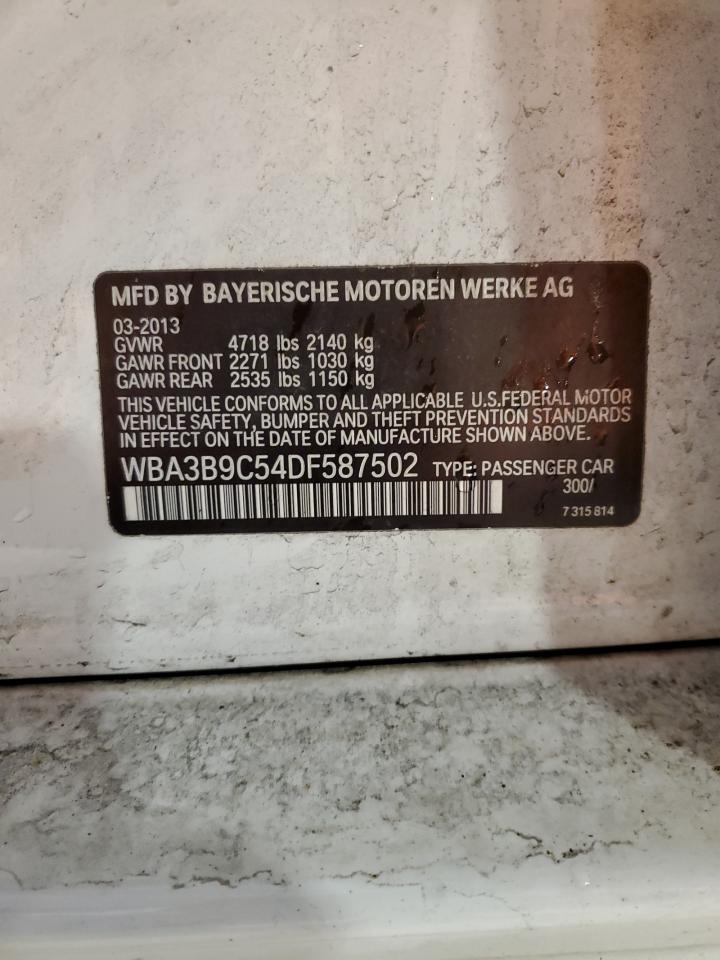 MFD BY BAYERISCHE MOTOREN WERKE AG
03-2013
GVWR 4718 lbs 2140 kg
GAWR FRONT 2271 lbs 1030 kg
GAWR REAR 2535 lbs 1150 kg
THIS VEHICLE CONFORMS TO ALL APPLICABLE U.S.FEDERAL MOTOR
VEHICLE SAFETY, BUMPER AND THEFT PREVENTION STANDARDS
IN EFFECT ON THE DATE OF MANUFACTURE SHOWN ABOVE.
WBA3B9C54DF587502 TYPE: PASSENGER CAR
300/
7 315 814